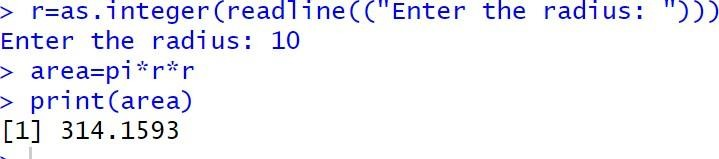 > r=as.integer(readline(("Enter the radius: ")))
Enter the radius: 10
> area=pi*r*r
> print(area)
[1] 314.1593
>